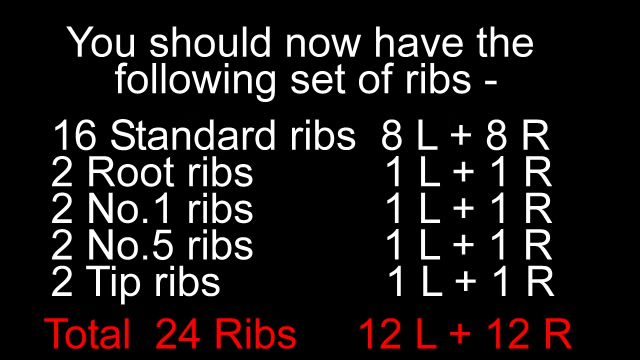 You should now have the
following set of ribs -
16 Standard ribs 8 L + 8 R
2 Root ribs 1 L + 1 R
2 No.1 ribs 1 L + 1 R
2 No.5 ribs 1 L + 1 R
2 Tip ribs 1 L + 1 R
Total 24 Ribs 12 L + 12 R